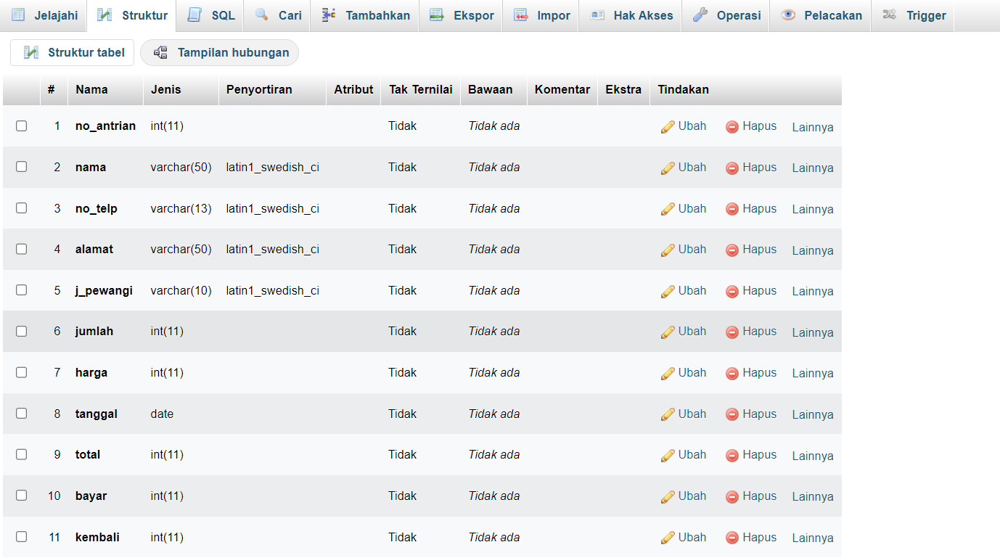 Jelajahi Struktur SQL Cari Tambahkan Ekspor Impor Hak Akses Operasi Pelacakan Trigger
Struktur tabel Tampilan hubungan
# Nama Jenis Penyortiran Atribut Tak Ternilai Bawaan Komentar Ekstra Tindakan
1 no_antrian int(11) Tidak Tidak ada Ubah Hapus Lainnya
2 nama varchar(50) latin1_swedish_ci Tidak Tidak ada Ubah Hapus Lainnya
3 no_telp varchar(13) latin1_swedish_ci Tidak Tidak ada Ubah Hapus Lainnya
4 alamat varchar(50) latin1_swedish_ci Tidak Tidak ada Ubah Hapus Lainnya
5 j_pewangi varchar(10) latin1_swedish_ci Tidak Tidak ada Ubah Hapus Lainnya
6 jumlah int(11) Tidak Tidak ada Ubah Hapus Lainnya
7 harga int(11) Tidak Tidak ada Ubah Hapus Lainnya
8 tanggal date Tidak Tidak ada Ubah Hapus Lainnya
9 total int(11) Tidak Tidak ada Ubah Hapus Lainnya
10 bayar int(11) Tidak Tidak ada Ubah Hapus Lainnya
11 kembali int(11) Tidak Tidak ada Ubah Hapus Lainnya